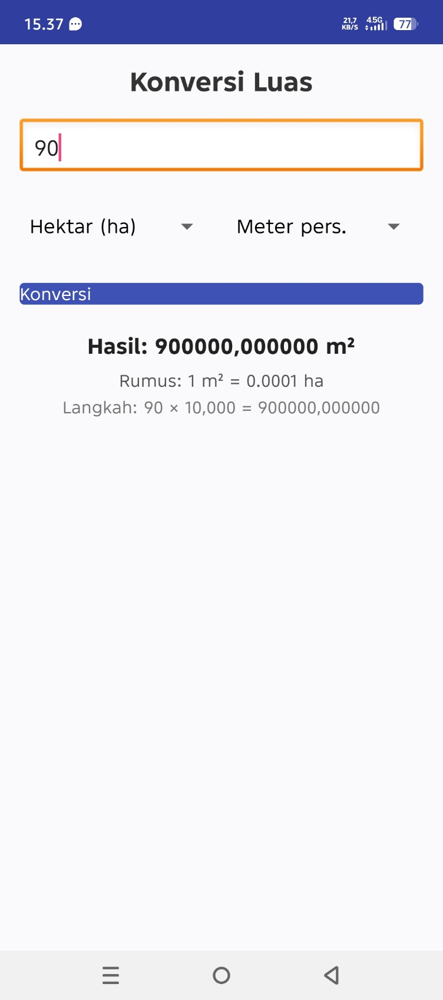 15.37
21,7 KB/S 4.5G 77
Konversi Luas
90
Hektar (ha) Meter pers.
Konversi
Hasil: 900000,000000 m²
Rumus: 1 m² = 0.0001 ha
Langkah: 90 × 10,000 = 900000,000000